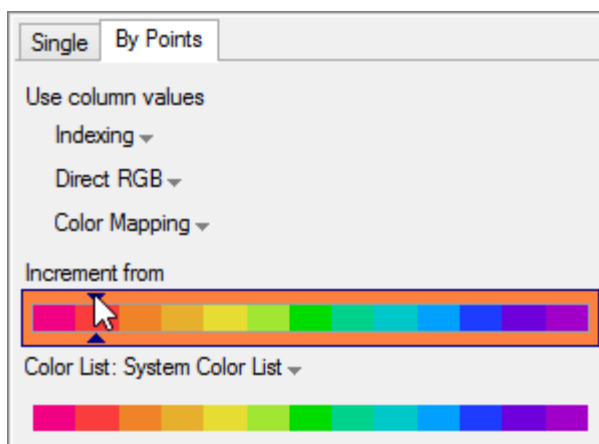 Single By Points
Use column values
Indexing
Direct RGB
Color Mapping
Increment from
Color List: System Color List